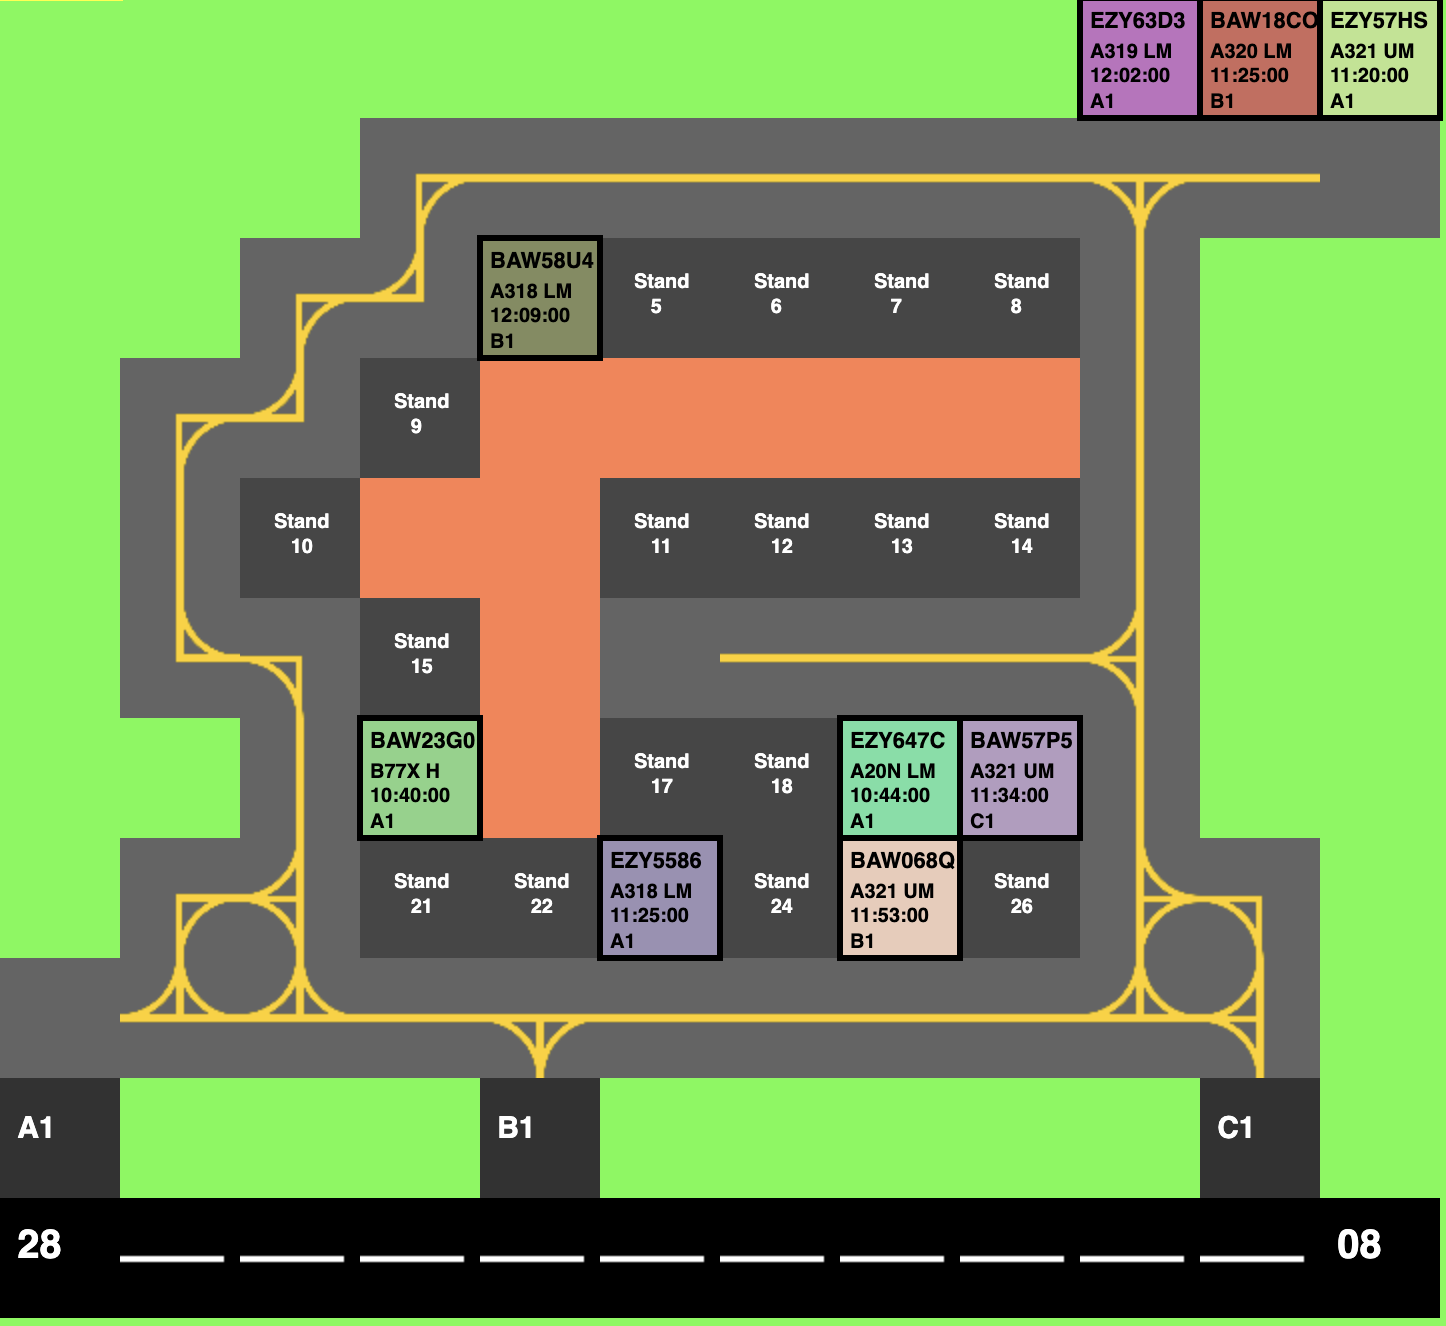 EZY63D3
A319 LM
12:02:00
A1
BAW18CO
A320 LM
11:25:00
B1
EZY57HS
A321 UM
11:20:00
A1
BAW58U4
A318 LM
12:09:00
B1
Stand
5
Stand
6
Stand
7
Stand
8
Stand
9
Stand
10
Stand
11
Stand
12
Stand
13
Stand
14
Stand
15
BAW23G0
B77X H
10:40:00
A1
Stand
17
Stand
18
EZY647C
A20N LM
10:44:00
A1
BAW57P5
A321 UM
11:34:00
C1
Stand
21
Stand
22
EZY5586
A318 LM
11:25:00
A1
Stand
24
BAW068Q
A321 UM
11:53:00
B1
Stand
26
A1
B1
C1
28
08